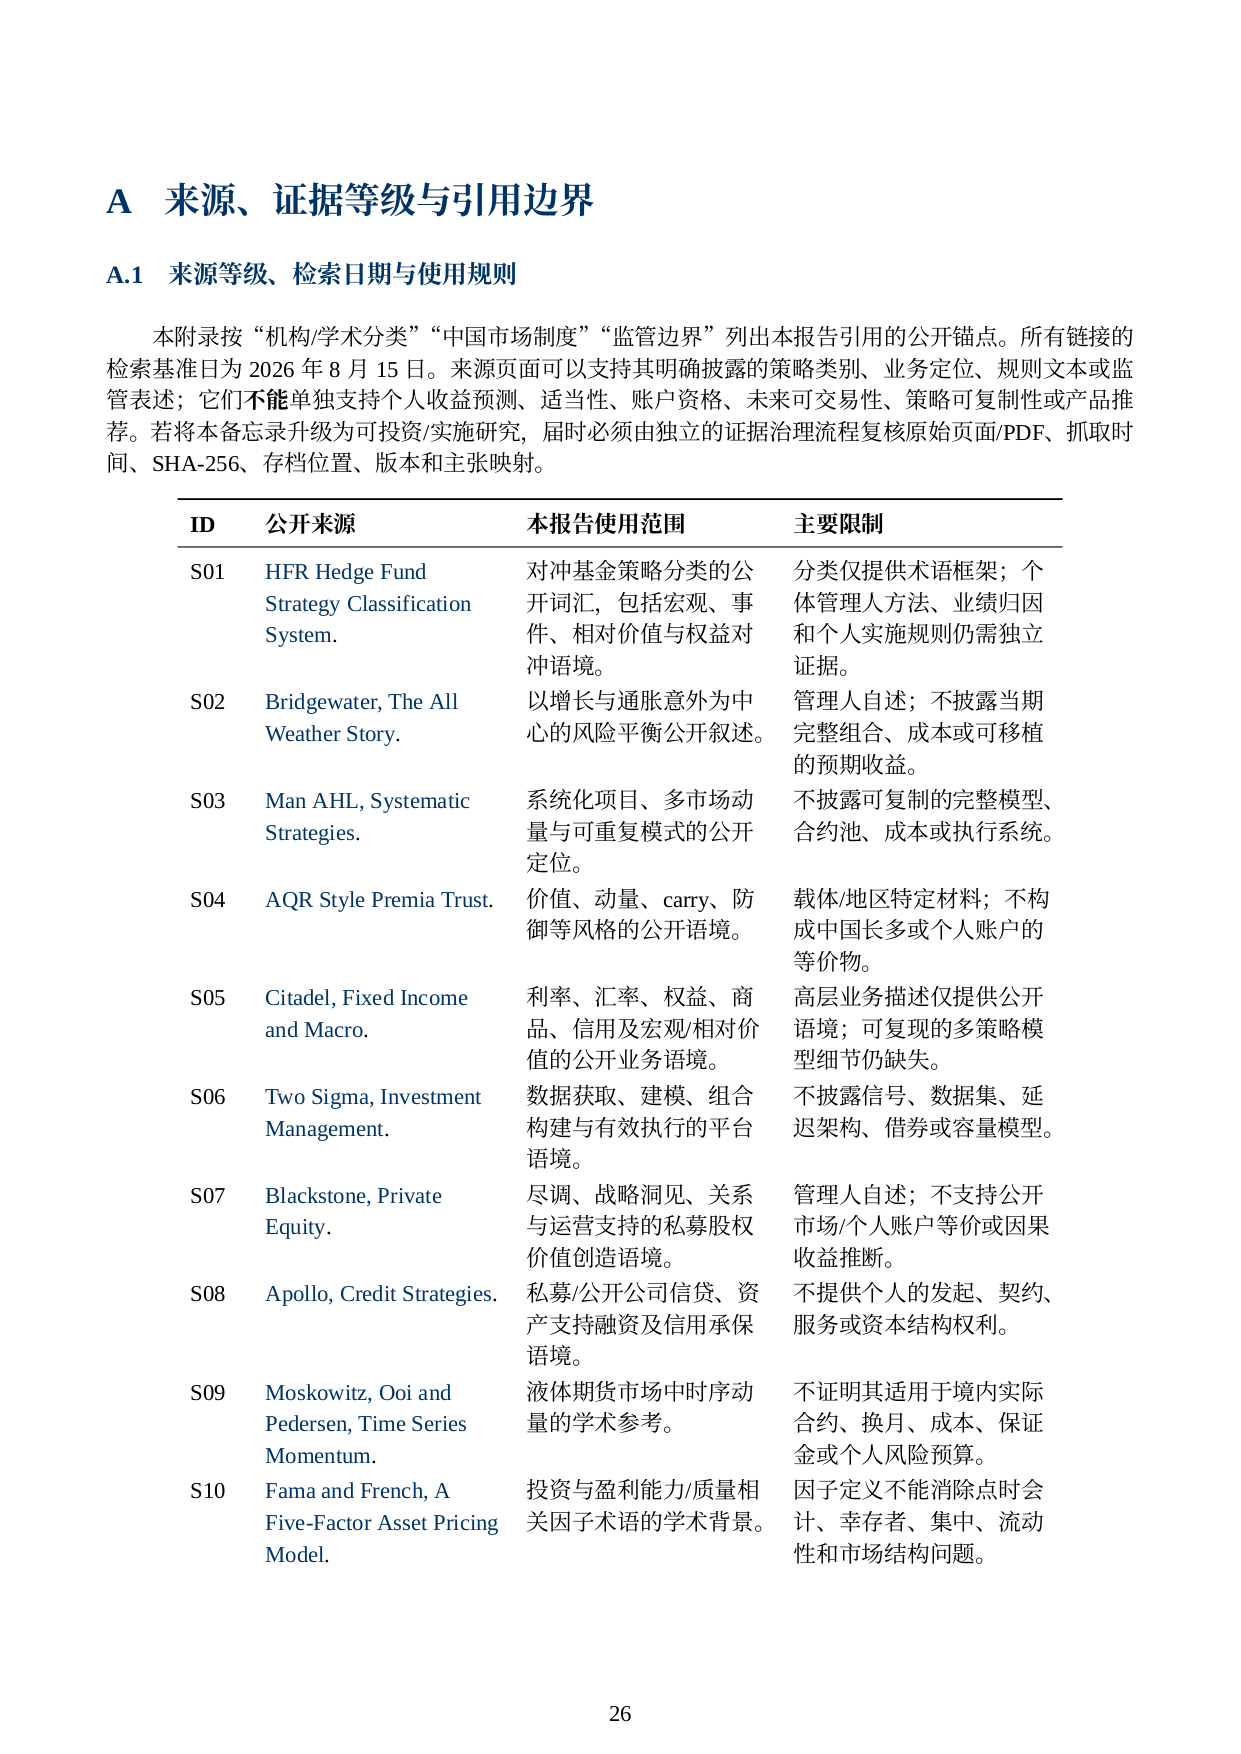 A 来源、证据等级与引用边界
A.1 来源等级、检索日期与使用规则
本附录按“机构/学术分类”“中国市场制度”“监管边界”列出本报告引用的公开锚点。所有链接的
检索基准日为 2026 年 8 月 15 日。来源页面可以支持其明确披露的策略类别、业务定位、规则文本或监
管表述；它们不能单独支持个人收益预测、适当性、账户资格、未来可交易性、策略可复制性或产品推
荐。若将本备忘录升级为可投资/实施研究，届时必须由独立的证据治理流程复核原始页面/PDF、抓取时
间、SHA-256、存档位置、版本和主张映射。
ID 公开来源 本报告使用范围 主要限制
S01 HFR Hedge Fund 对冲基金策略分类的公 分类仅提供术语框架；个
Strategy Classification 开词汇，包括宏观、事 体管理人方法、业绩归因
System. 件、相对价值与权益对 和个人实施规则仍需独立
冲语境。 证据。
S02 Bridgewater, The All 以增长与通胀意外为中 管理人自述；不披露当期
Weather Story. 心的风险平衡公开叙述。 完整组合、成本或可移植
的预期收益。
S03 Man AHL, Systematic 系统化项目、多市场动 不披露可复制的完整模型、
Strategies. 量与可重复模式的公开 合约池、成本或执行系统。
定位。
S04 AQR Style Premia Trust. 价值、动量、carry、防 载体/地区特定材料；不构
御等风格的公开语境。 成中国长多或个人账户的
等价物。
S05 Citadel, Fixed Income 利率、汇率、权益、商 高层业务描述仅提供公开
and Macro. 品、信用及宏观/相对价 语境；可复现的多策略模
值的公开业务语境。 型细节仍缺失。
S06 Two Sigma, Investment 数据获取、建模、组合 不披露信号、数据集、延
Management. 构建与有效执行的平台 迟架构、借券或容量模型。
语境。
S07 Blackstone, Private 尽调、战略洞见、关系 管理人自述；不支持公开
Equity. 与运营支持的私募股权 市场/个人账户等价或因果
价值创造语境。 收益推断。
S08 Apollo, Credit Strategies. 私募/公开公司信贷、资 不提供个人的发起、契约、
产支持融资及信用承保 服务或资本结构权利。
语境。
S09 Moskowitz, Ooi and 液体期货市场中时序动 不证明其适用于境内实际
Pedersen, Time Series 量的学术参考。 合约、换月、成本、保证
Momentum. 金或个人风险预算。
S10 Fama and French, A 投资与盈利能力/质量相 因子定义不能消除点时会
Five-Factor Asset Pricing 关因子术语的学术背景。 计、幸存者、集中、流动
Model. 性和市场结构问题。
26